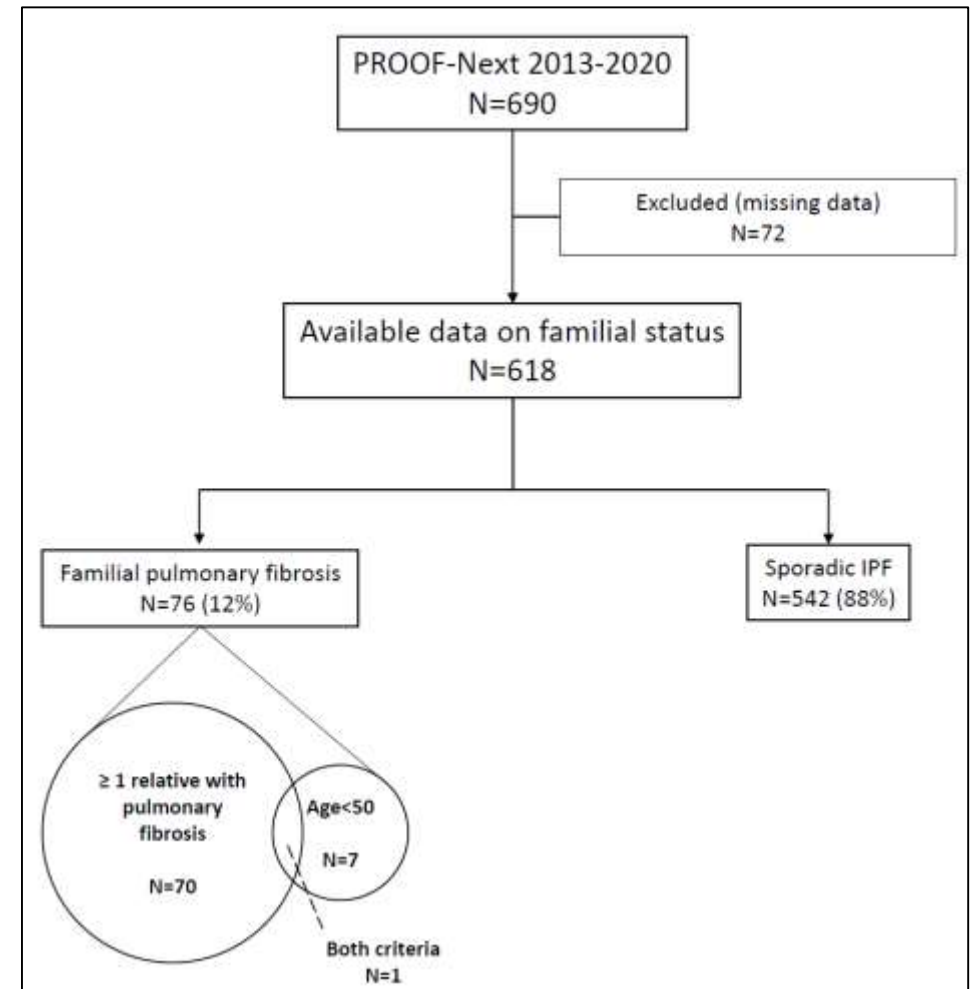 PROOF-Next 2013-2020
N=690
Excluded (missing data)
N=72
Available data on familial status
N=618
Familial pulmonary fibrosis
N=76 (12%)
Sporadic IPF
N=542 (88%)
≥ 1 relative with
pulmonary
fibrosis
N=70
Age<50
N=7
Both criteria
N=1